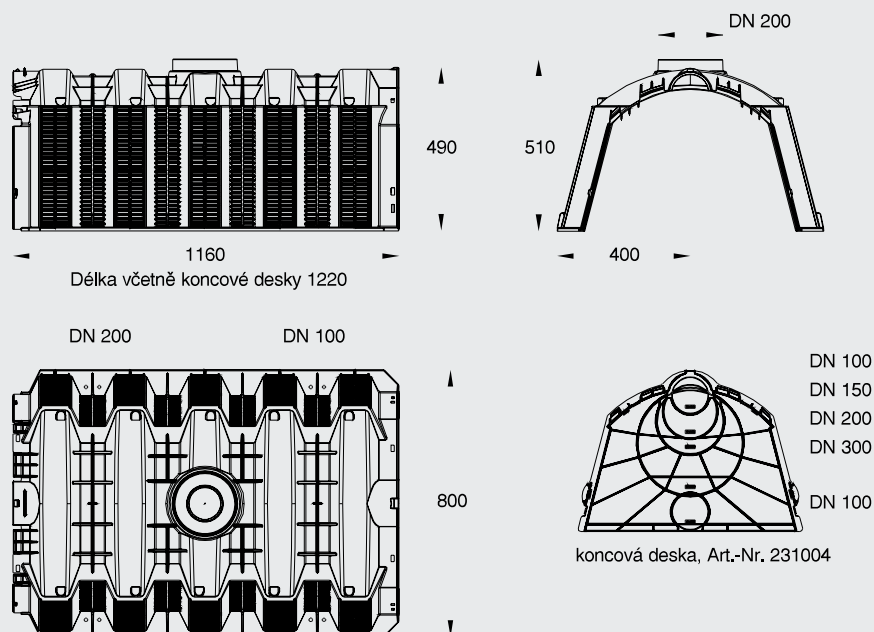 DN 200
490
510
1160
400
Délka včetně koncové desky 1220
DN 200
DN 100
800
DN 100
DN 150
DN 200
DN 300
DN 100
koncová deska, Art.-Nr. 231004